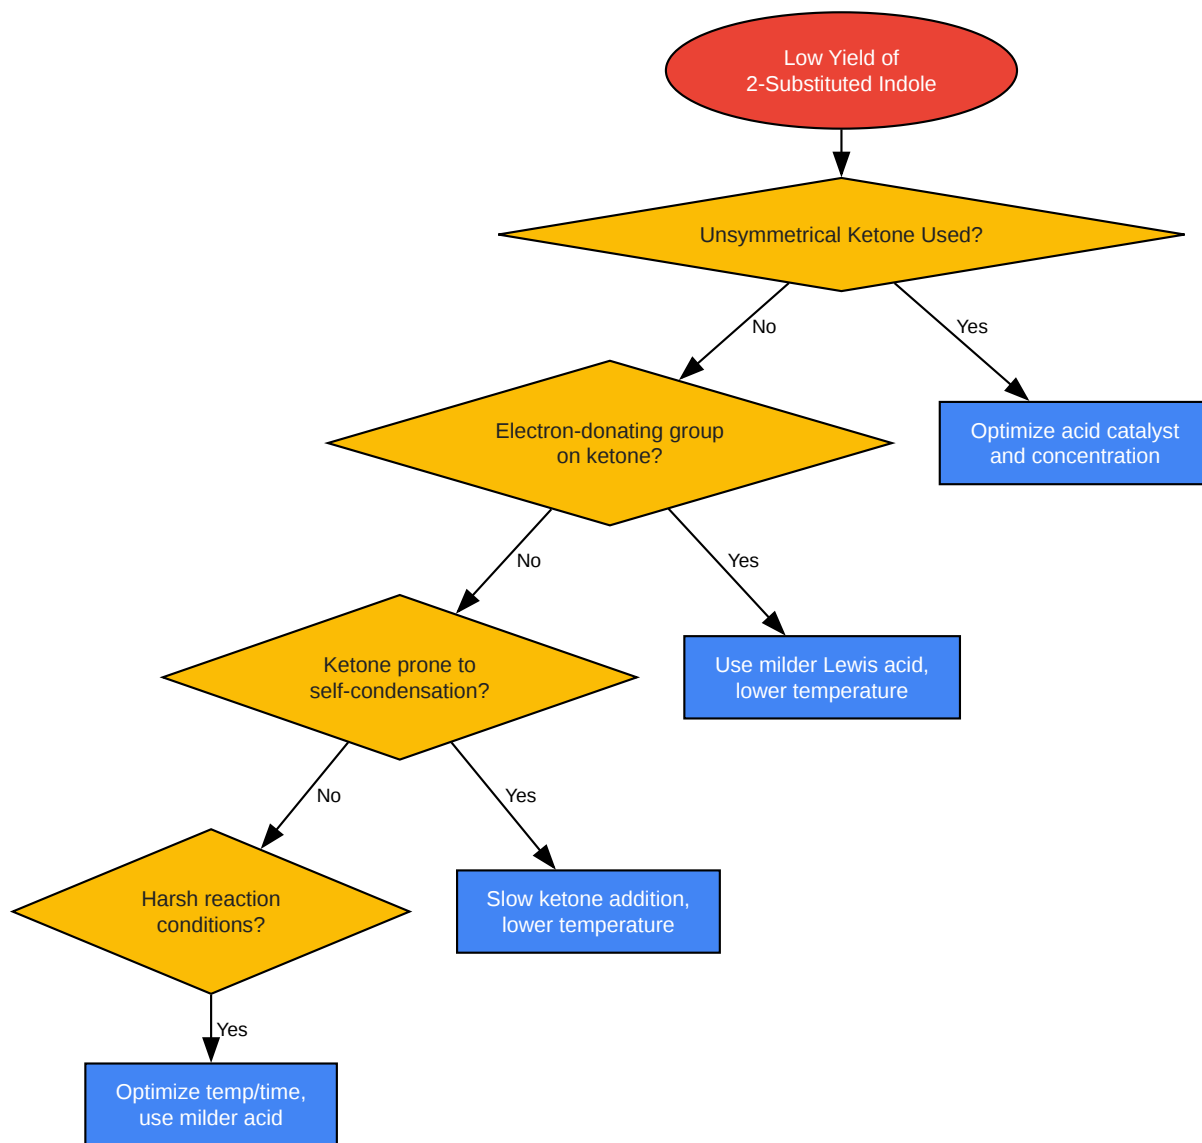 Low Yield of
2-Substituted Indole
Unsymmetrical Ketone Used?
No
Yes
Electron-donating group
on ketone?
Optimize acid catalyst
and concentration
No
Yes
Ketone prone to
self-condensation?
Use milder Lewis acid,
lower temperature
No
Yes
Harsh reaction
conditions?
Slow ketone addition,
lower temperature
Yes
Optimize temp/time,
use milder acid